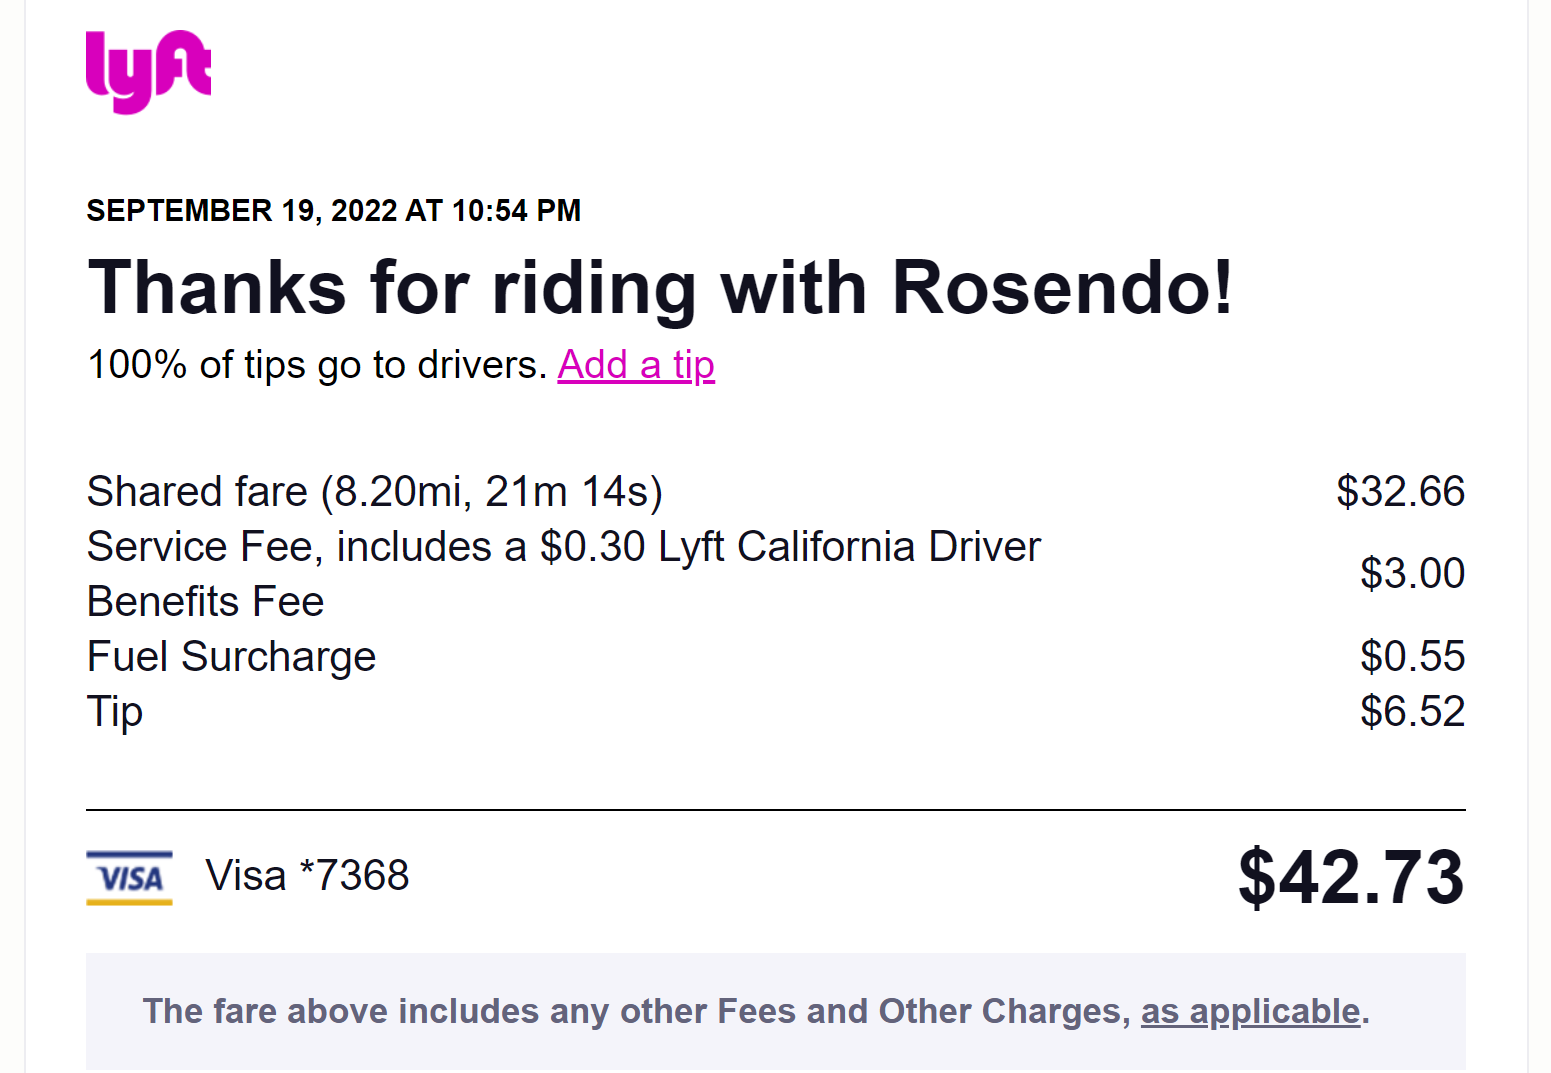 lyft
SEPTEMBER 19, 2022 AT 10:54 PM
Thanks for riding with Rosendo!
100% of tips go to drivers. Add a tip
Shared fare (8.20mi, 21m 14s) $32.66
Service Fee, includes a $0.30 Lyft California Driver
Benefits Fee $3.00
Fuel Surcharge $0.55
Tip $6.52
VISA Visa *7368 $42.73
The fare above includes any other Fees and Other Charges, as applicable.